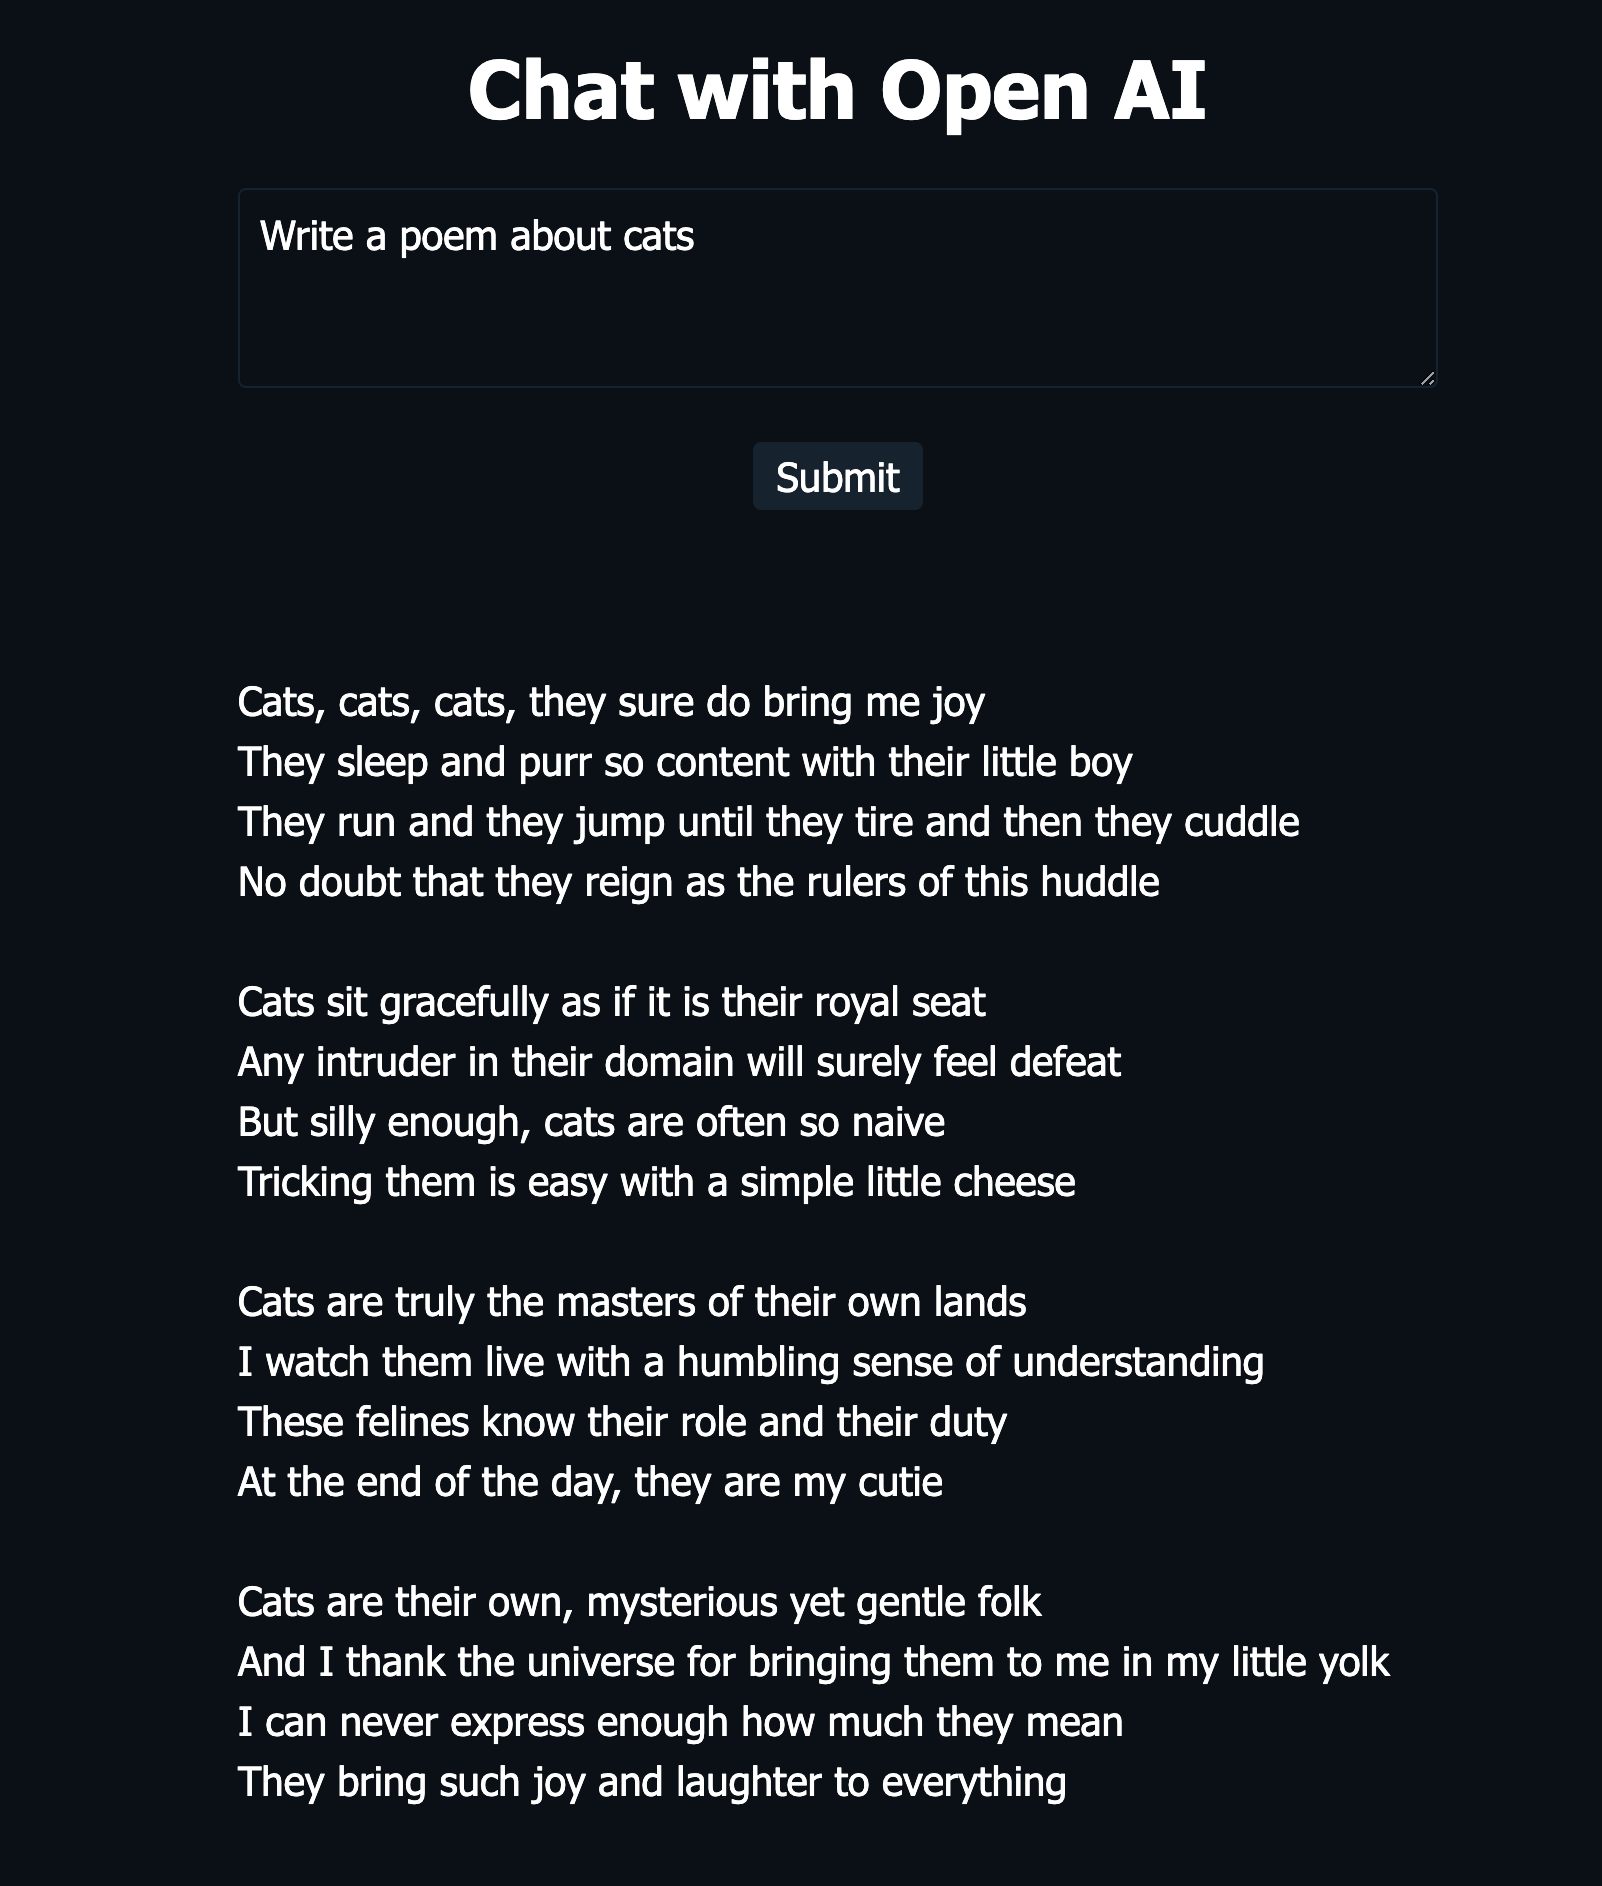 Chat with Open AI
Write a poem about cats
Submit
Cats, cats, cats, they sure do bring me joy
They sleep and purr so content with their little boy
They run and they jump until they tire and then they cuddle
No doubt that they reign as the rulers of this huddle
Cats sit gracefully as if it is their royal seat
Any intruder in their domain will surely feel defeat
But silly enough, cats are often so naive
Tricking them is easy with a simple little cheese
Cats are truly the masters of their own lands
I watch them live with a humbling sense of understanding
These felines know their role and their duty
At the end of the day, they are my cutie
Cats are their own, mysterious yet gentle folk
And I thank the universe for bringing them to me in my little yolk
I can never express enough how much they mean
They bring such joy and laughter to everything